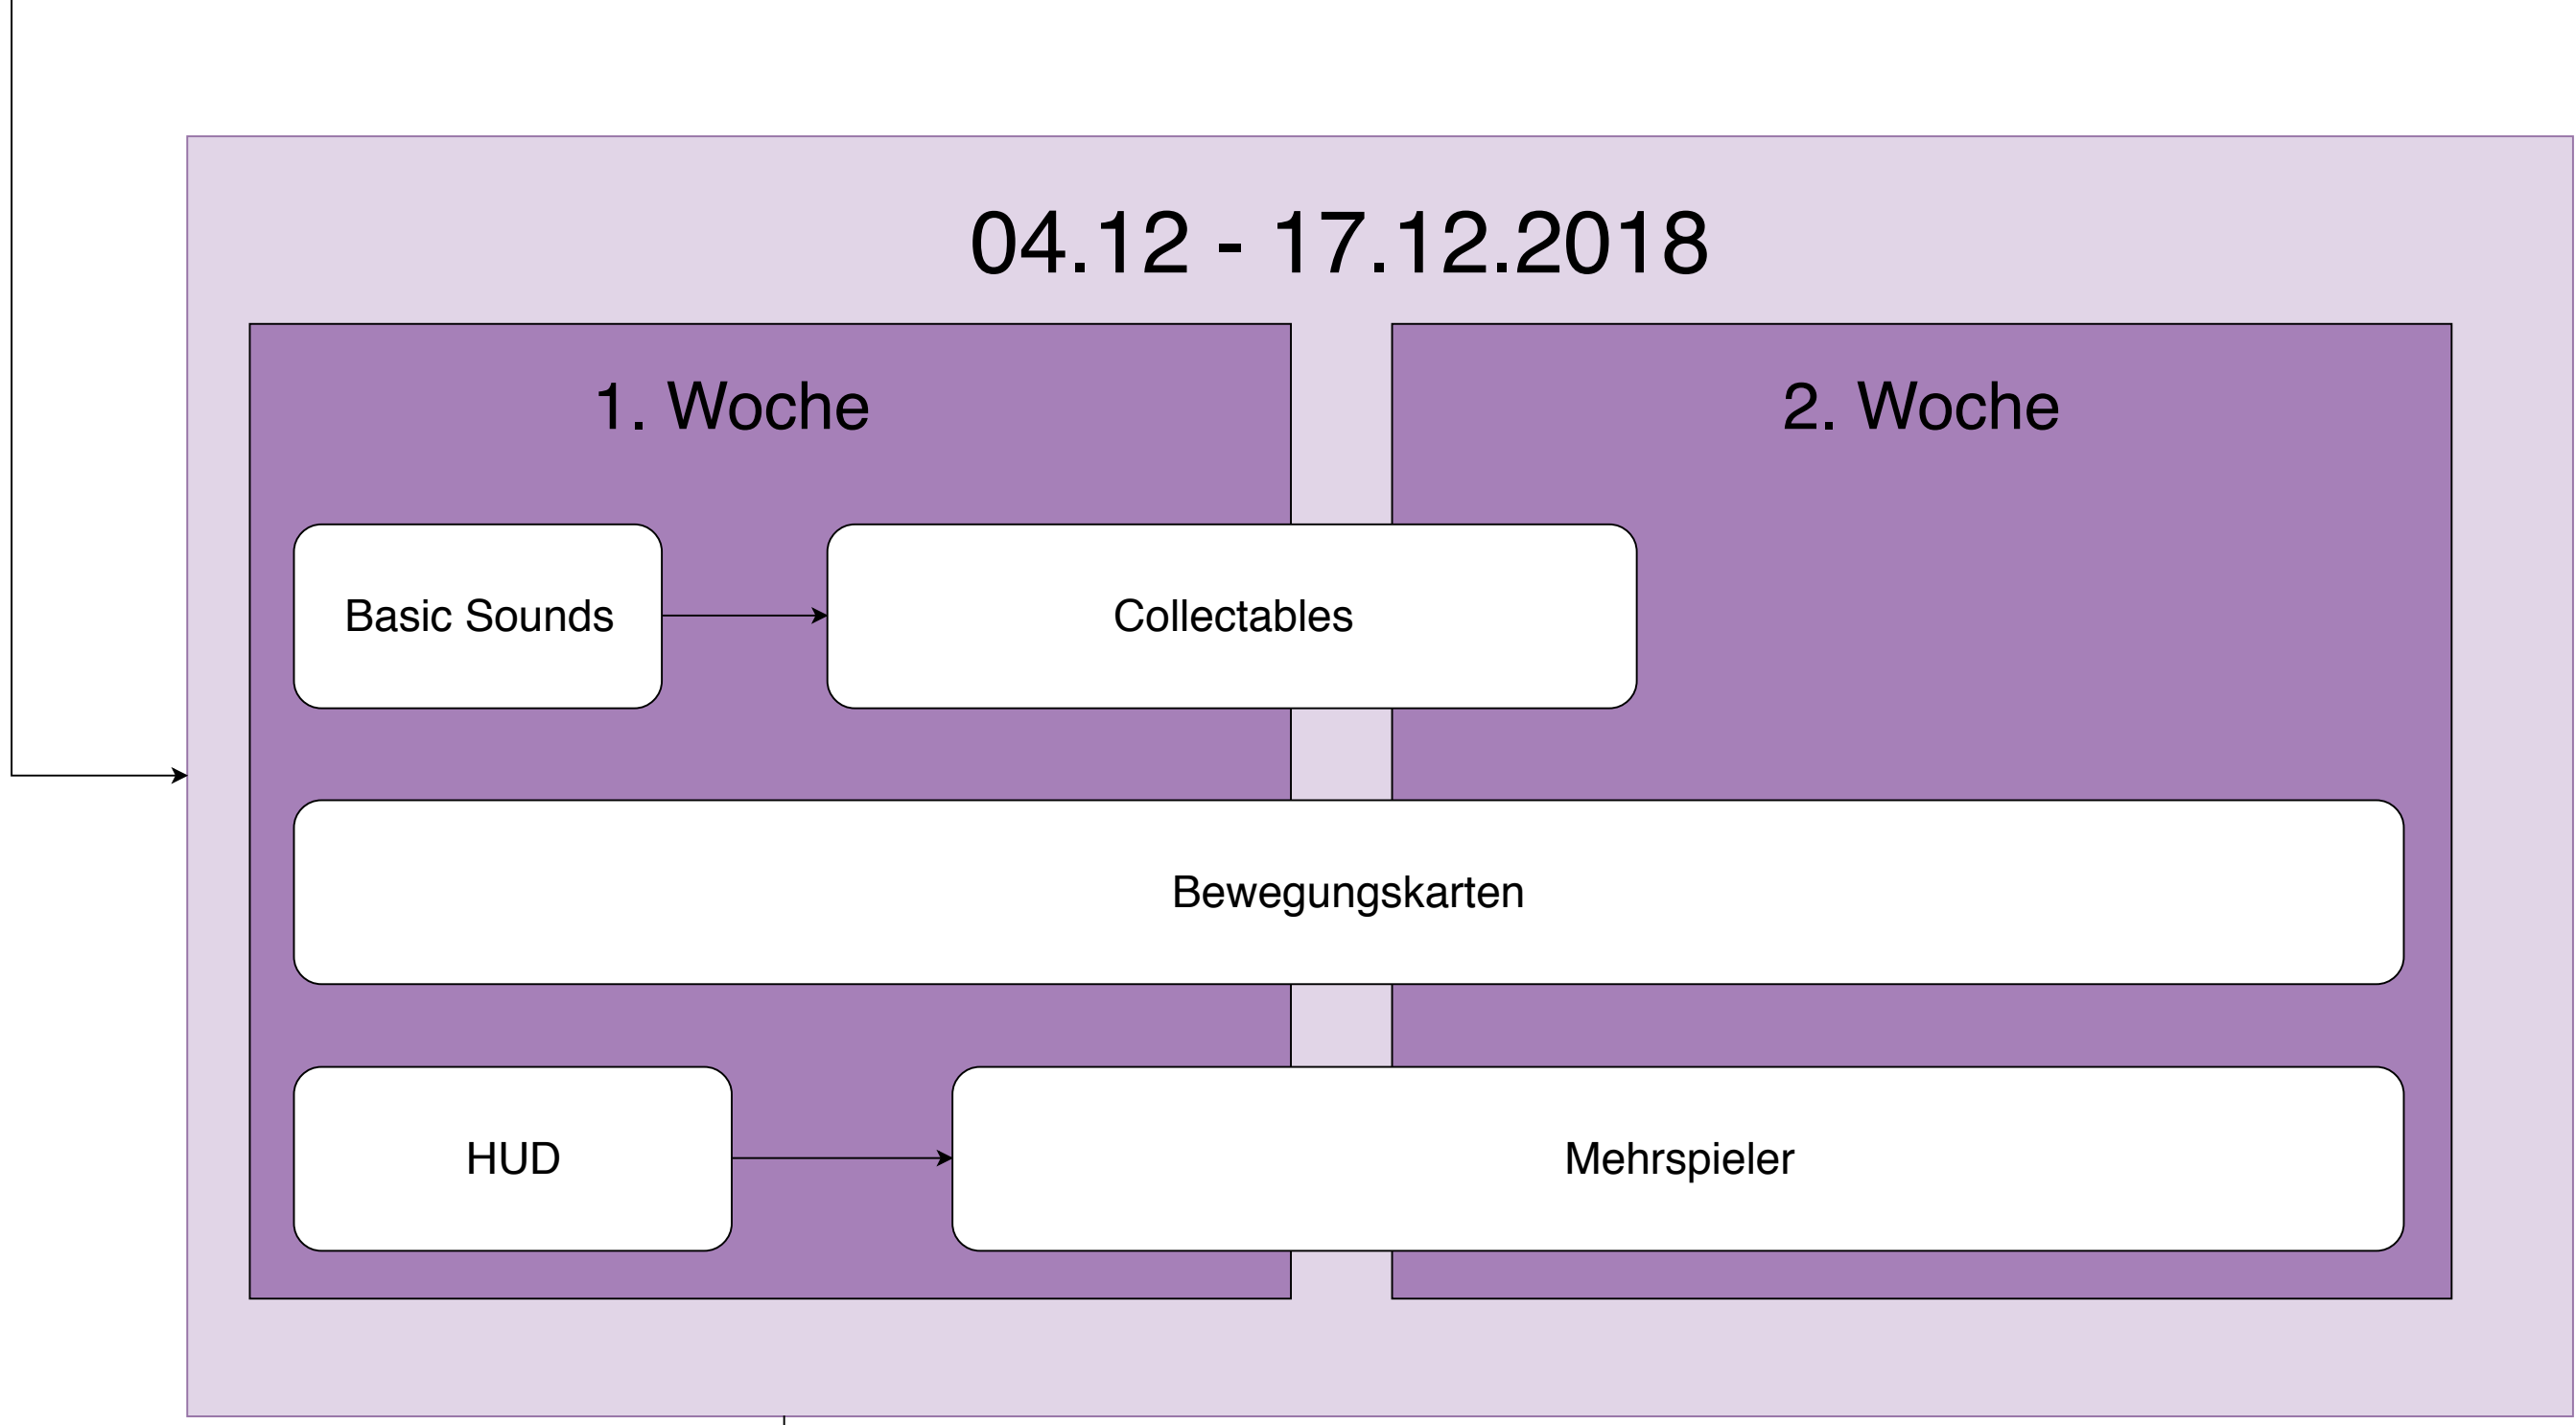 04.12 - 17.12.2018
1. Woche
2. Woche
Basic Sounds
Collectables
Bewegungskarten
HUD
Mehrspieler